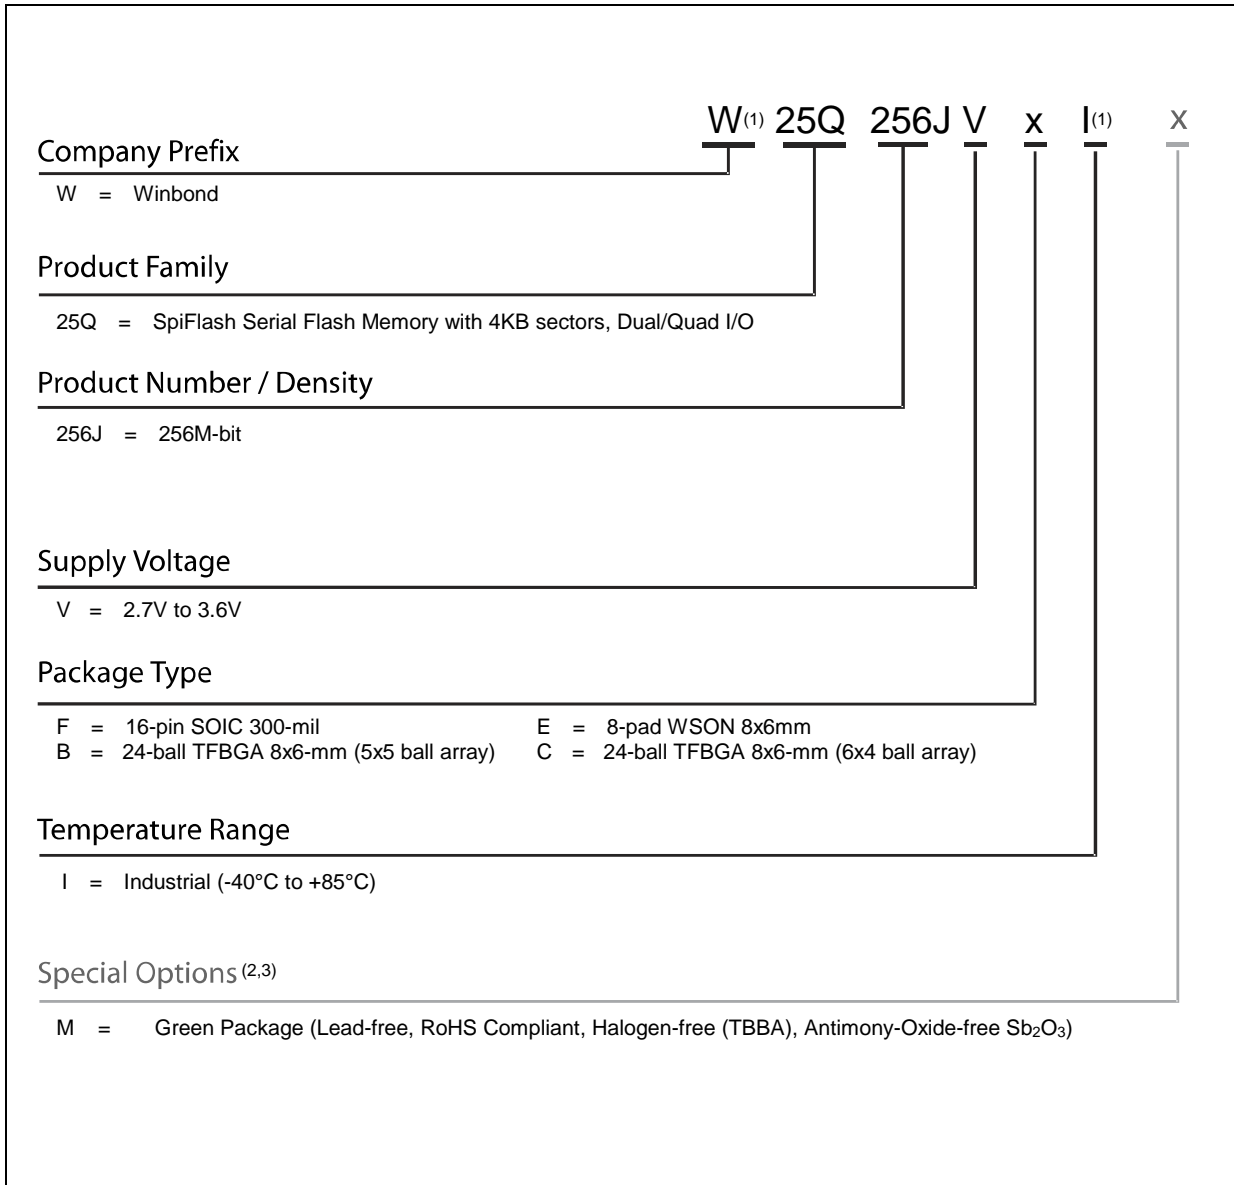 W(1) 25Q 256J V x I(1) x
Company Prefix
W = Winbond
Product Family
25Q = SpiFlash Serial Flash Memory with 4KB sectors, Dual/Quad I/O
Product Number / Density
256J = 256M-bit
Supply Voltage
V = 2.7V to 3.6V
Package Type
F = 16-pin SOIC 300-mil E = 8-pad WSON 8x6mm
B = 24-ball TFBGA 8x6-mm (5x5 ball array) C = 24-ball TFBGA 8x6-mm (6x4 ball array)
Temperature Range
I = Industrial (-40°C to +85°C)
Special Options (2,3)
M = Green Package (Lead-free, RoHS Compliant, Halogen-free (TBBA), Antimony-Oxide-free Sb₂O₃)